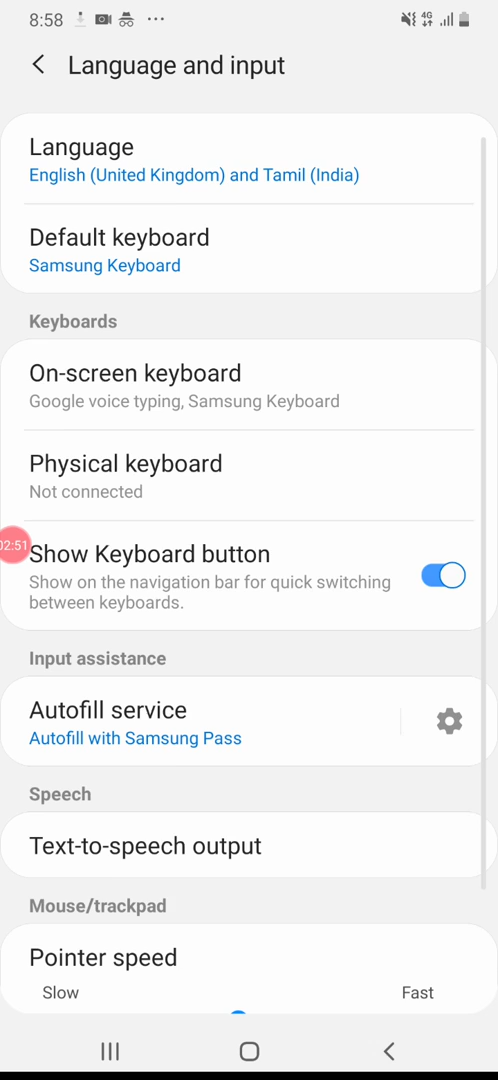 8:58
4G
Language and input
Language
English (United Kingdom) and Tamil (India)
Default keyboard
Samsung Keyboard
Keyboards
On-screen keyboard
Google voice typing, Samsung Keyboard
Physical keyboard
Not connected
02:51
Show Keyboard button
Show on the navigation bar for quick switching
between keyboards.
Input assistance
Autofill service
Autofill with Samsung Pass
Speech
Text-to-speech output
Mouse/trackpad
Pointer speed
Slow Fast